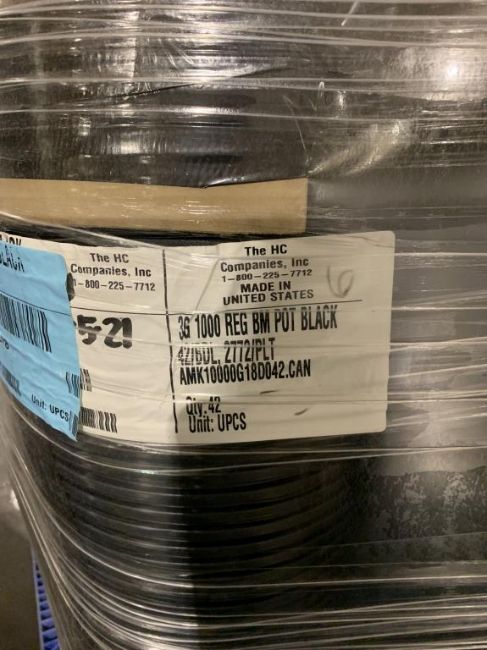 The HC
Companies, Inc
1-800-225-7712
5-21
Unit: UPCS
The HC
Companies, Inc
1-800-225-7712
MADE IN
UNITED STATES
6
3G 1000 REG BM POT BLACK
42/BDL, 2772/PLT
AMK10000G18D042.CAN
Qty. 42
Unit: UPCS